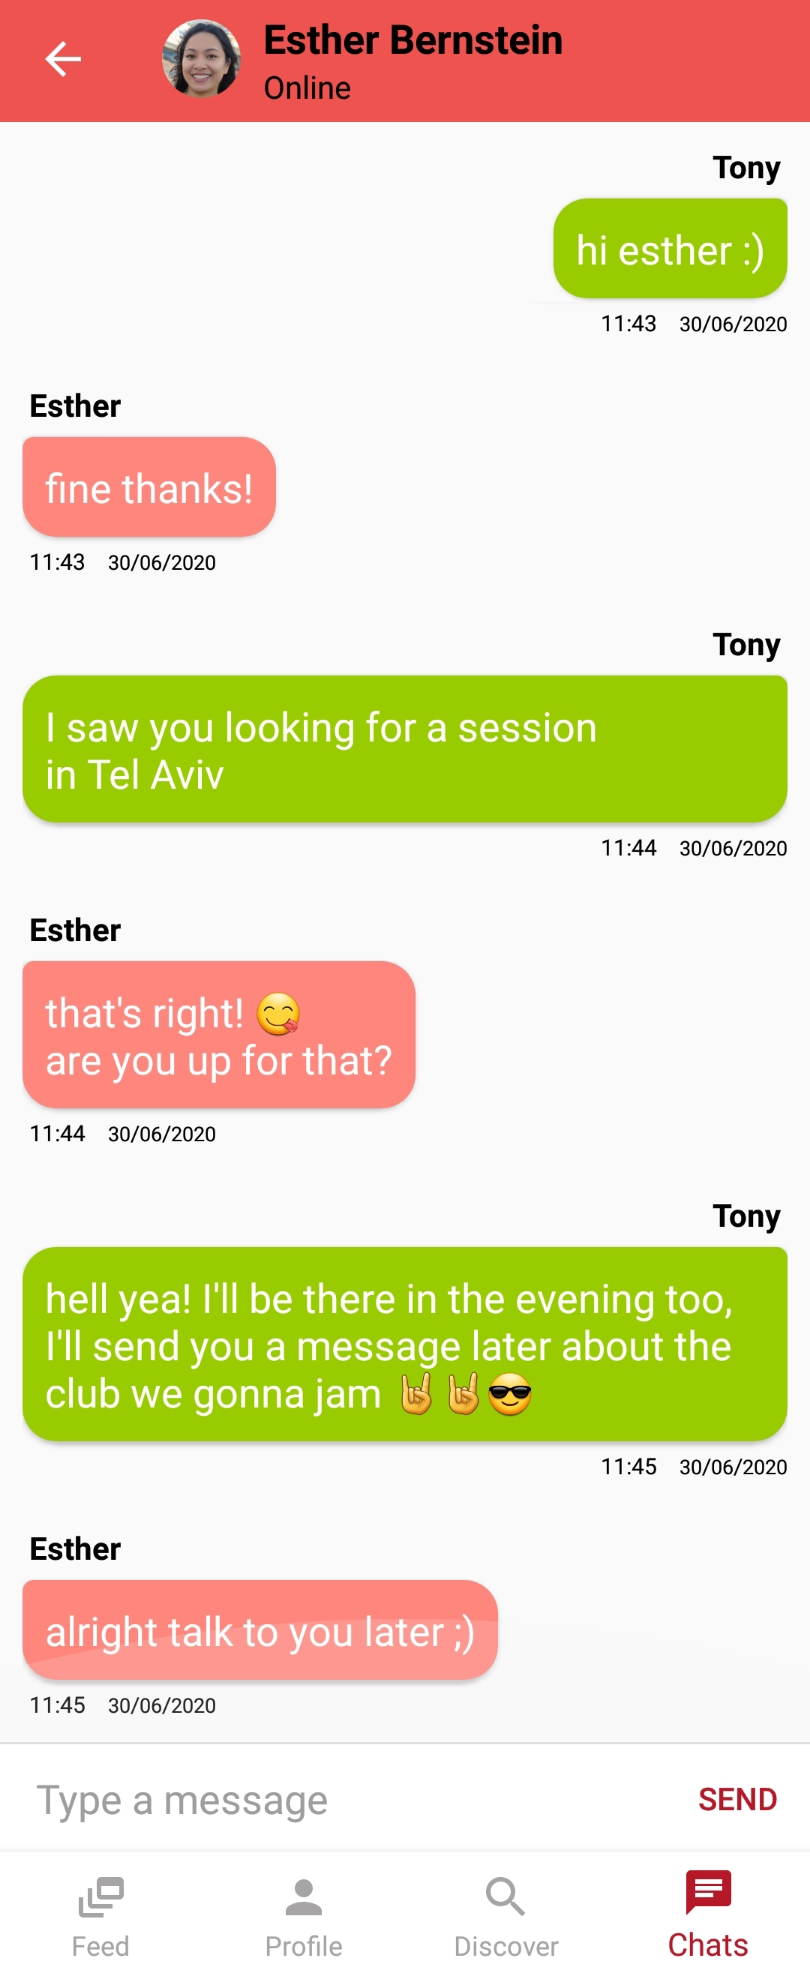 Esther Bernstein
Online
Tony
hi esther :)
11:43 30/06/2020
Esther
fine thanks!
11:43 30/06/2020
Tony
I saw you looking for a session
in Tel Aviv
11:44 30/06/2020
Esther
that's right! 😋
are you up for that?
11:44 30/06/2020
Tony
hell yea! I'll be there in the evening too,
I'll send you a message later about the
club we gonna jam 🤘🤘😎
11:45 30/06/2020
Esther
alright talk to you later ;)
11:45 30/06/2020
Type a message SEND
Feed Profile Discover Chats